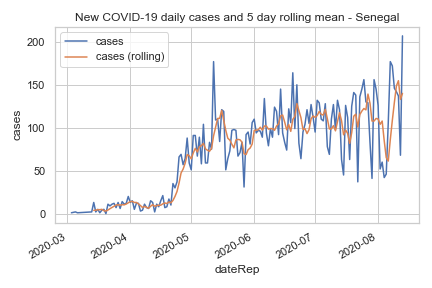 New COVID-19 daily cases and 5 day rolling mean - Senegal
cases
cases (rolling)
200
150
100
50
0
cases
2020-03
2020-04
2020-05
2020-06
2020-07
2020-08
dateRep